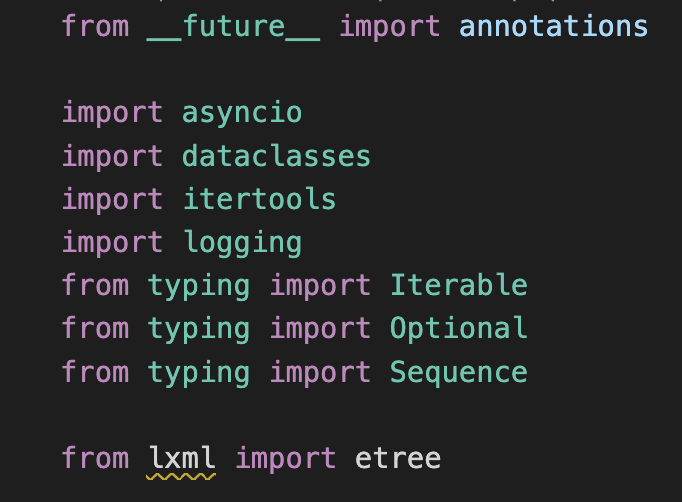 from __future__ import annotations
import asyncio
import dataclasses
import itertools
import logging
from typing import Iterable
from typing import Optional
from typing import Sequence
from lxml import etree